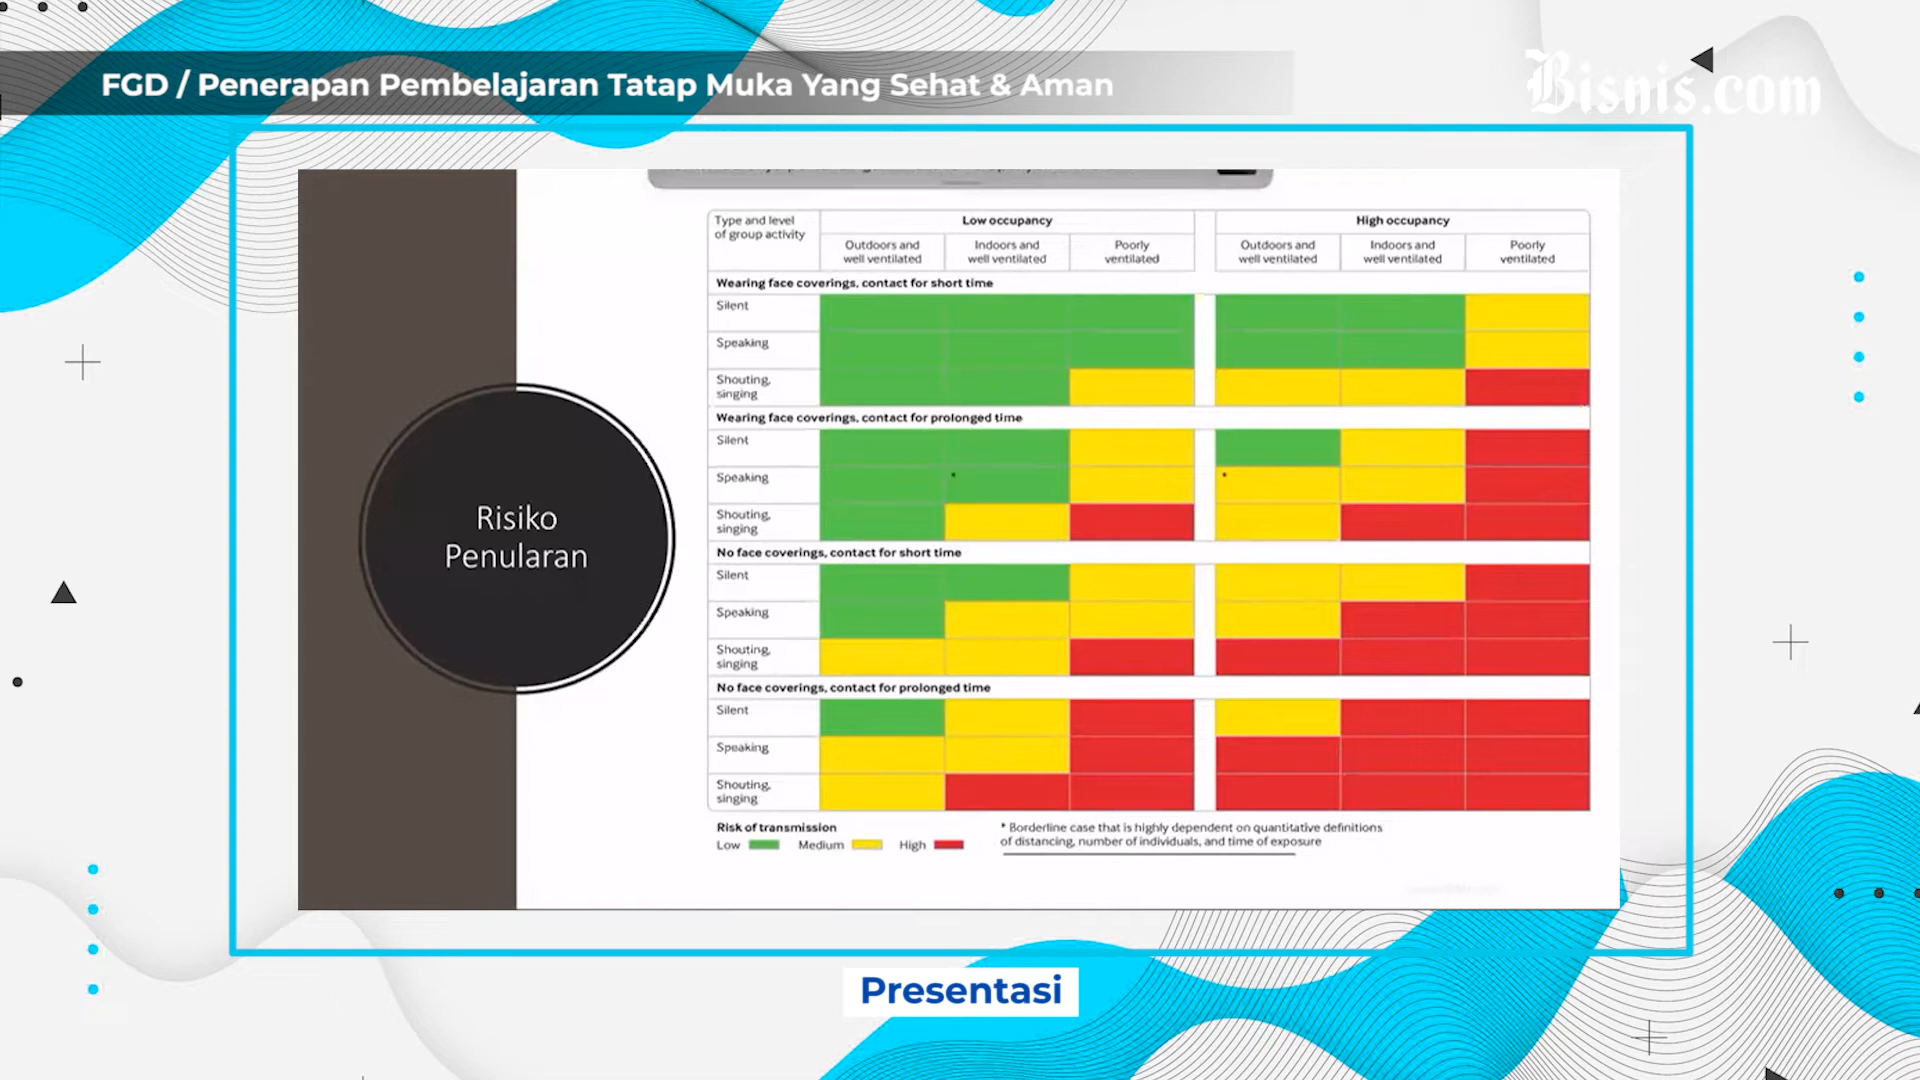 FGD / Penerapan Pembelajaran Tatap Muka Yang Sehat & Aman
Bisnis.com
Risiko
Penularan
Type and level
of group activity
Low occupancy
High occupancy
Outdoors and
well ventilated
Indoors and
well ventilated
Poorly
ventilated
Outdoors and
well ventilated
Indoors and
well ventilated
Poorly
ventilated
Wearing face coverings, contact for short time
Silent
Speaking
Shouting,
singing
Wearing face coverings, contact for prolonged time
Silent
Speaking
*
*
Shouting,
singing
No face coverings, contact for short time
Silent
Speaking
Shouting,
singing
No face coverings, contact for prolonged time
Silent
Speaking
Shouting,
singing
Risk of transmission
Low
Medium
High
* Borderline case that is highly dependent on quantitative definitions
of distancing, number of individuals, and time of exposure
Presentasi